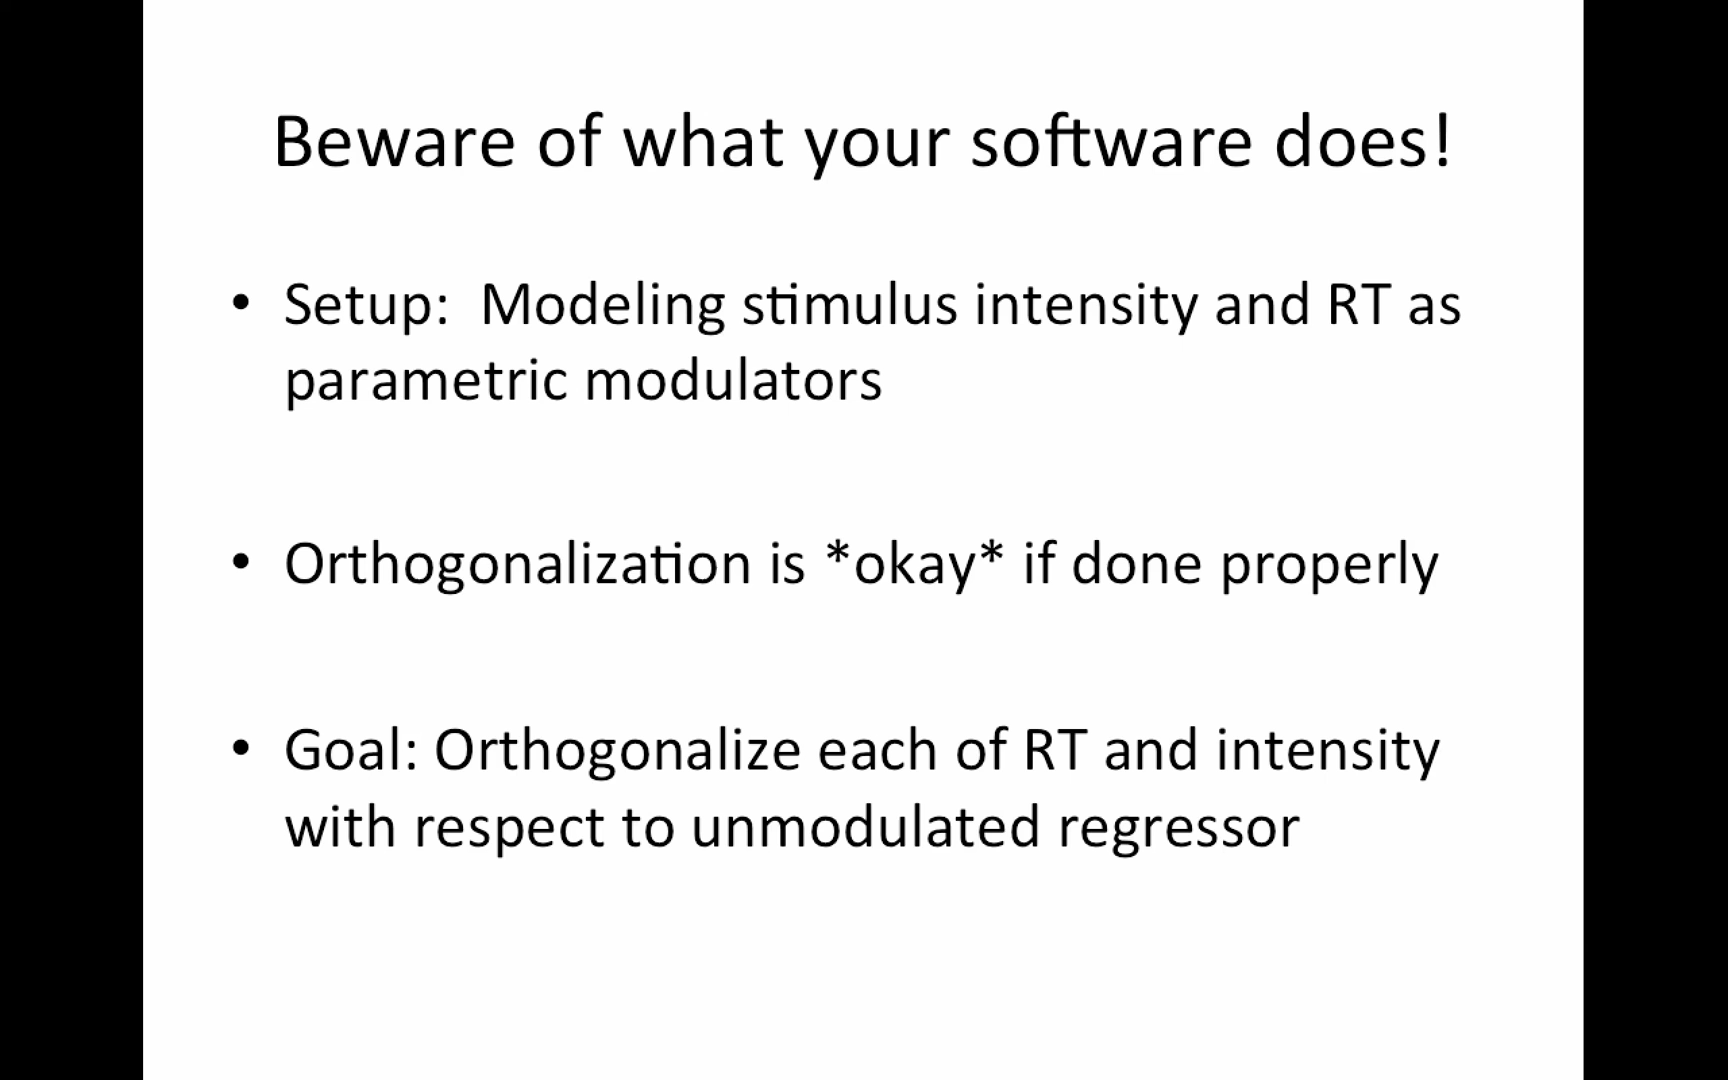 Beware of what your software does!
• Setup:  Modeling stimulus intensity and RT as
parametric modulators
• Orthogonalization is *okay* if done properly
• Goal: Orthogonalize each of RT and intensity
with respect to unmodulated regressor